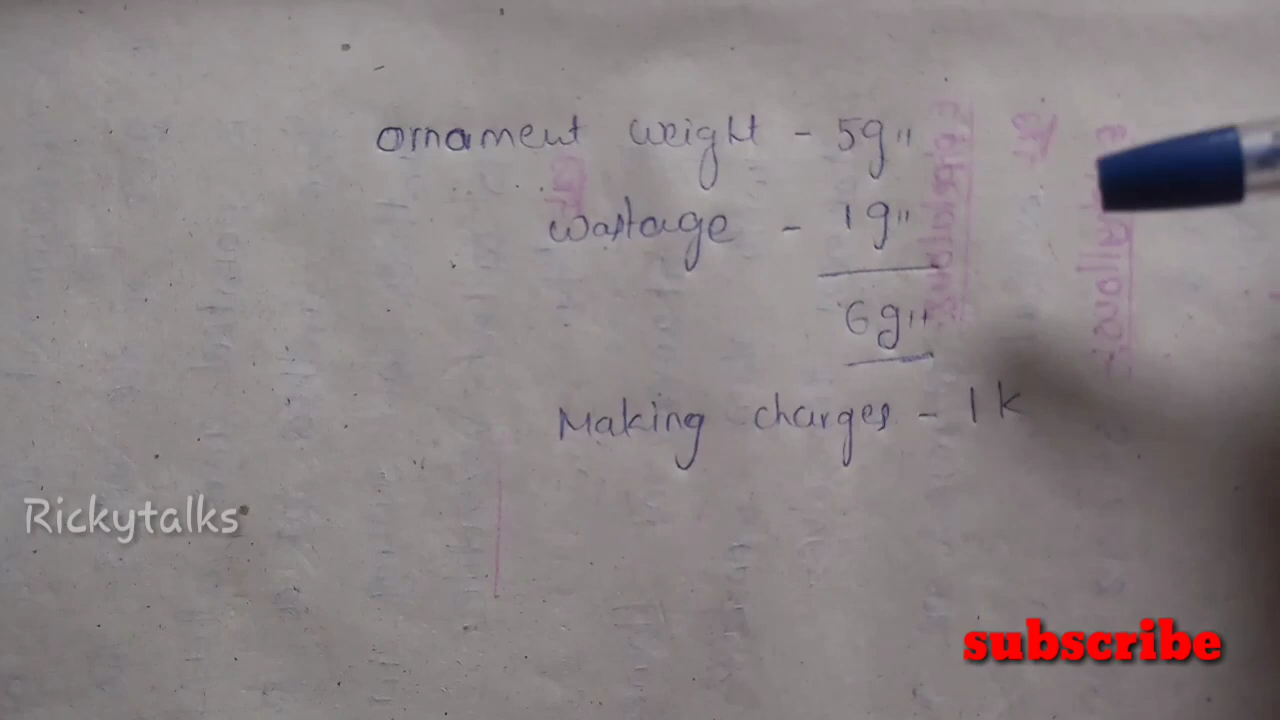 ornament weight - 5g"
wastage - 1g"
6g"
Making charges - 1k
Rickytalks
subscribe